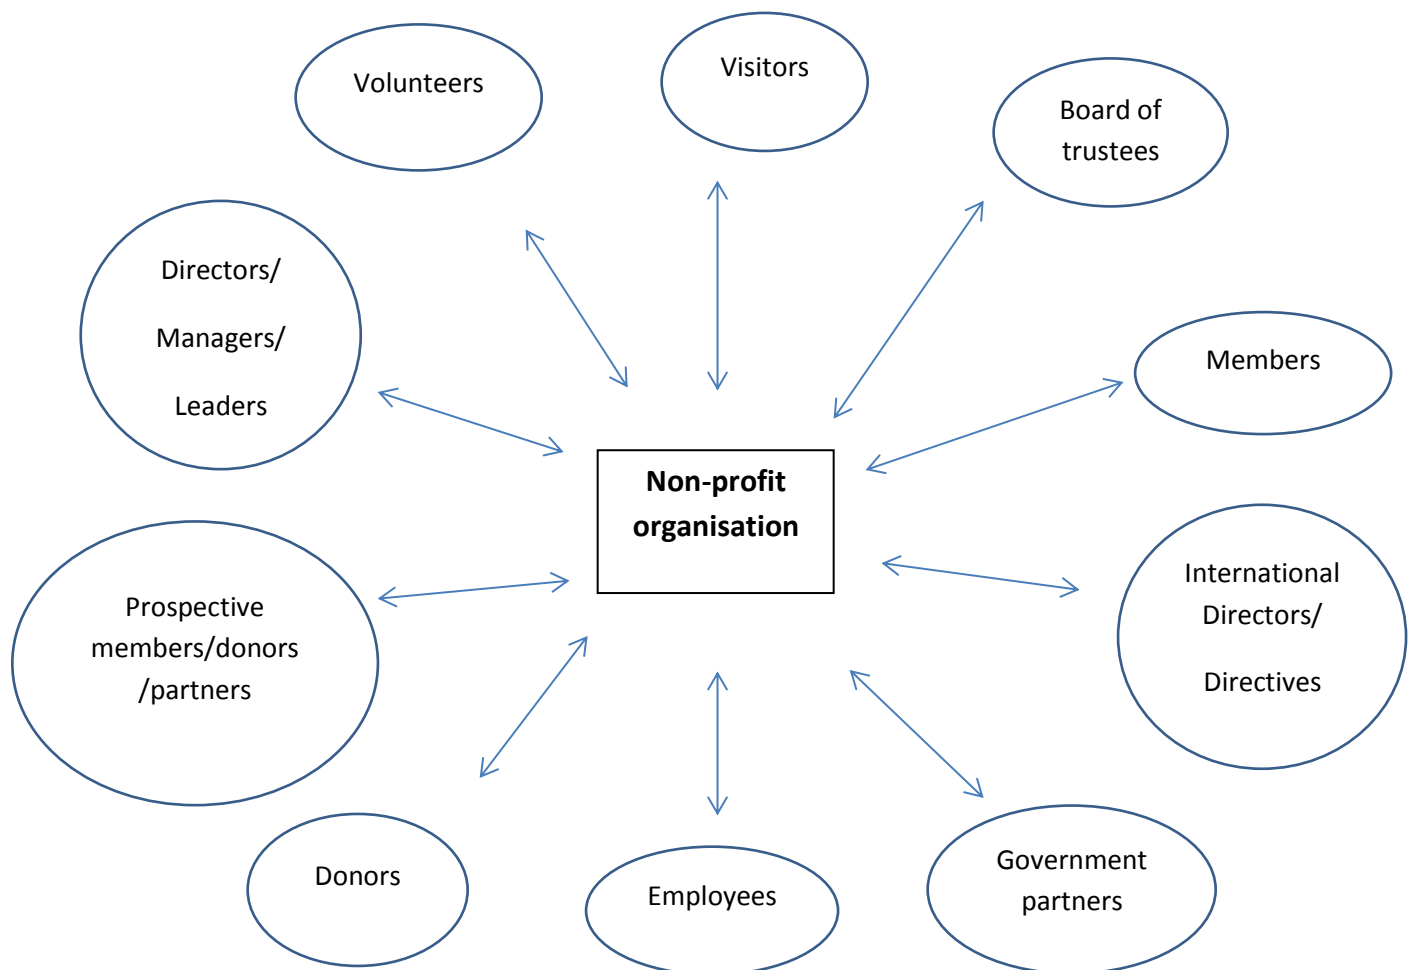 Volunteers
Visitors
Board of
trustees
Directors/
Managers/
Leaders
Members
Non-profit
organisation
International
Directors/
Directives
Prospective
members/donors
/partners
Donors
Employees
Government
partners